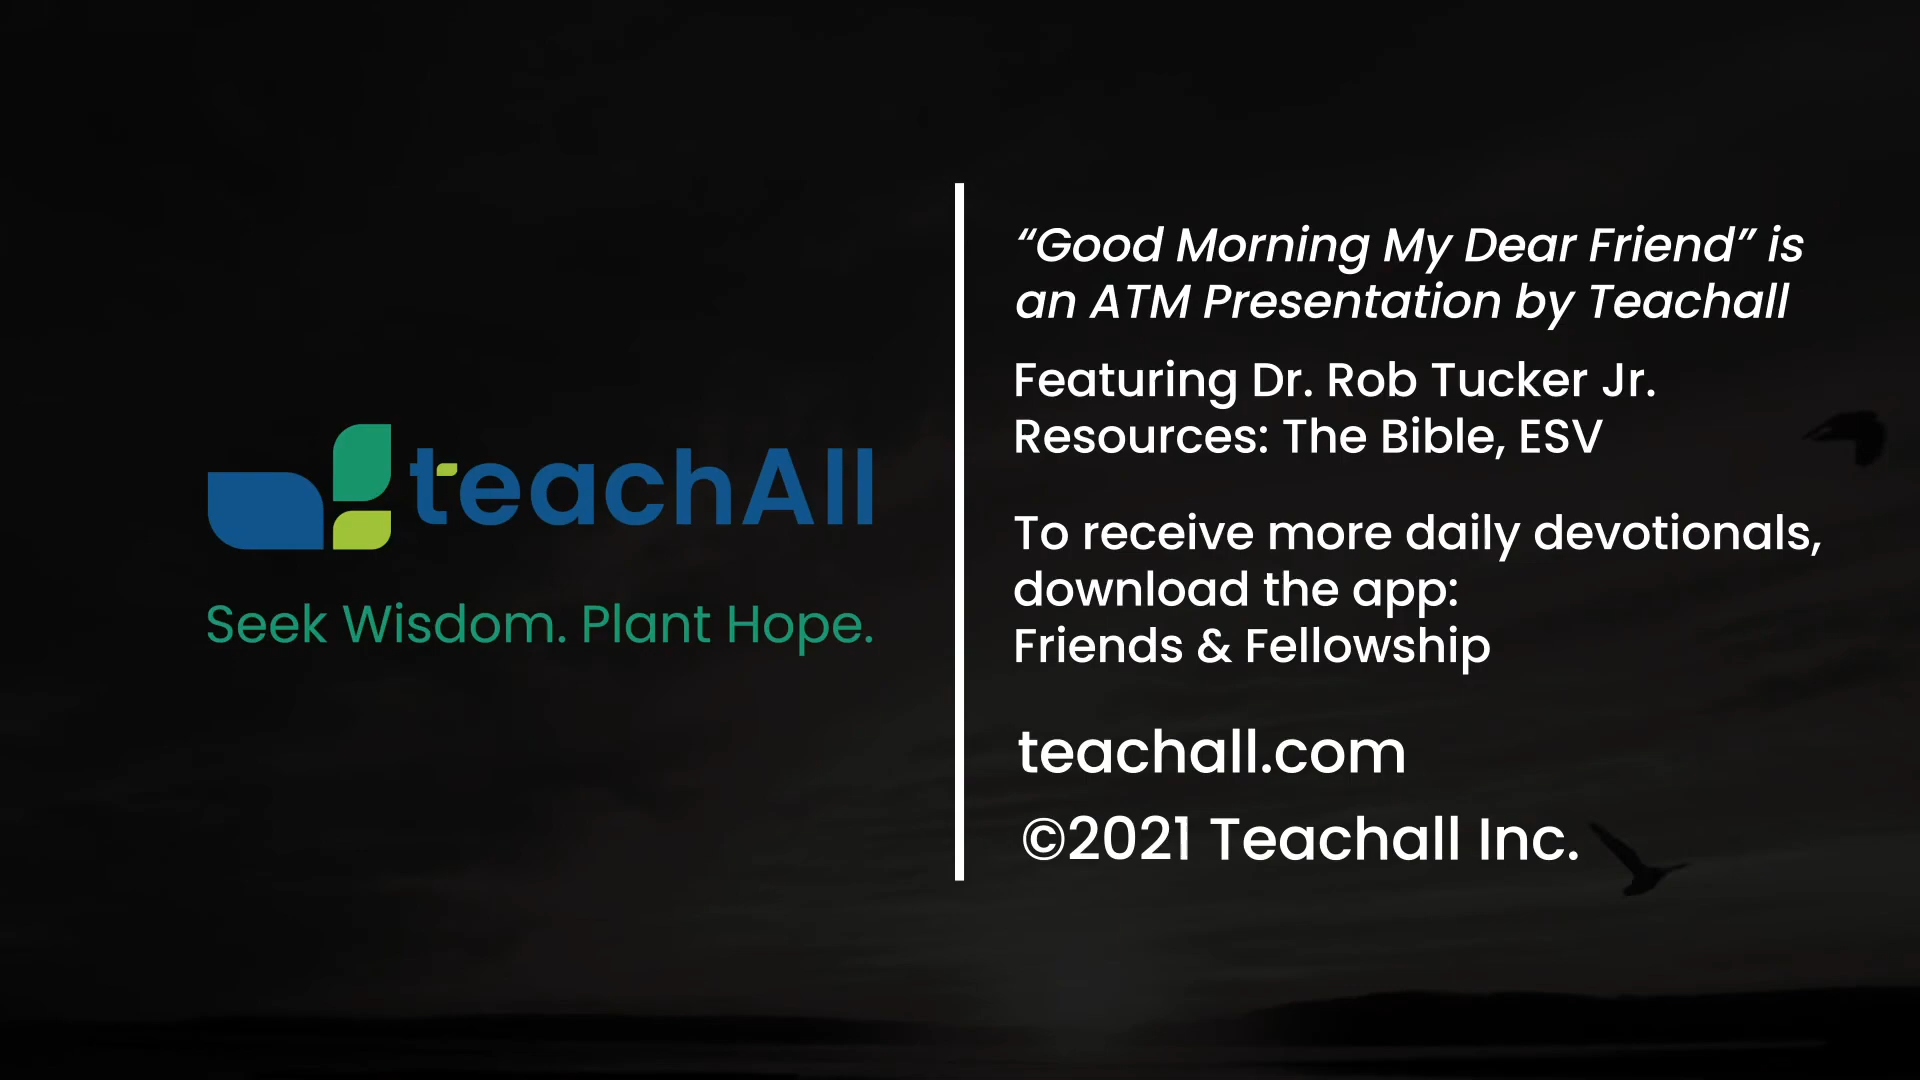 teachAll
Seek Wisdom. Plant Hope.
“Good Morning My Dear Friend” is
an ATM Presentation by Teachall
Featuring Dr. Rob Tucker Jr.
Resources: The Bible, ESV
To receive more daily devotionals,
download the app:
Friends & Fellowship
teachall.com
©2021 Teachall Inc.